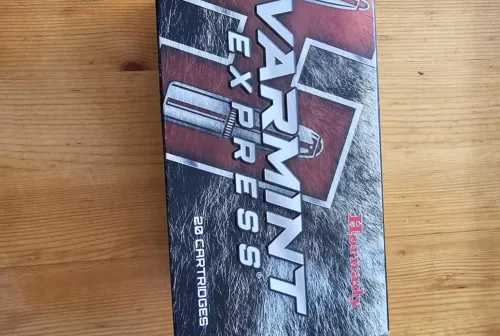 VARMINT
EXPRESS®
20 CARTRIDGES
Hornady